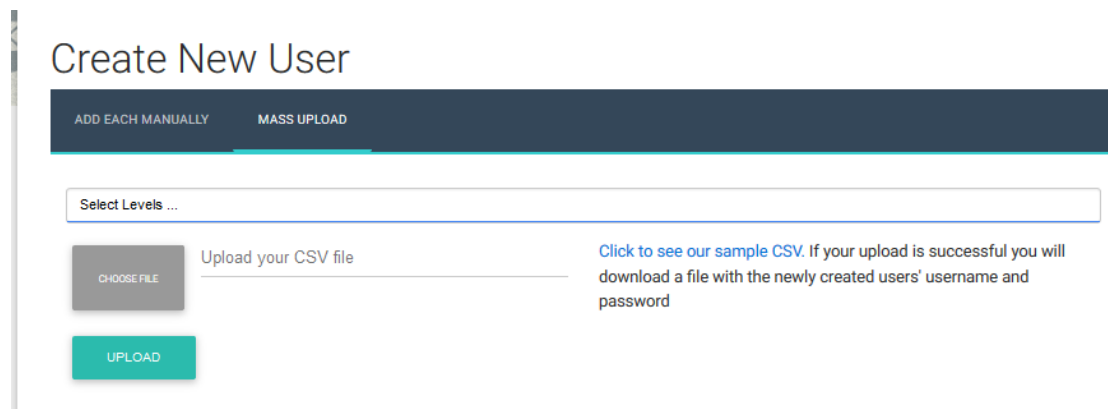 Create New User
ADD EACH MANUALLY MASS UPLOAD
Select Levels ...
CHOOSE FILE
Upload your CSV file
Click to see our sample CSV. If your upload is successful you will
download a file with the newly created users' username and
password
UPLOAD